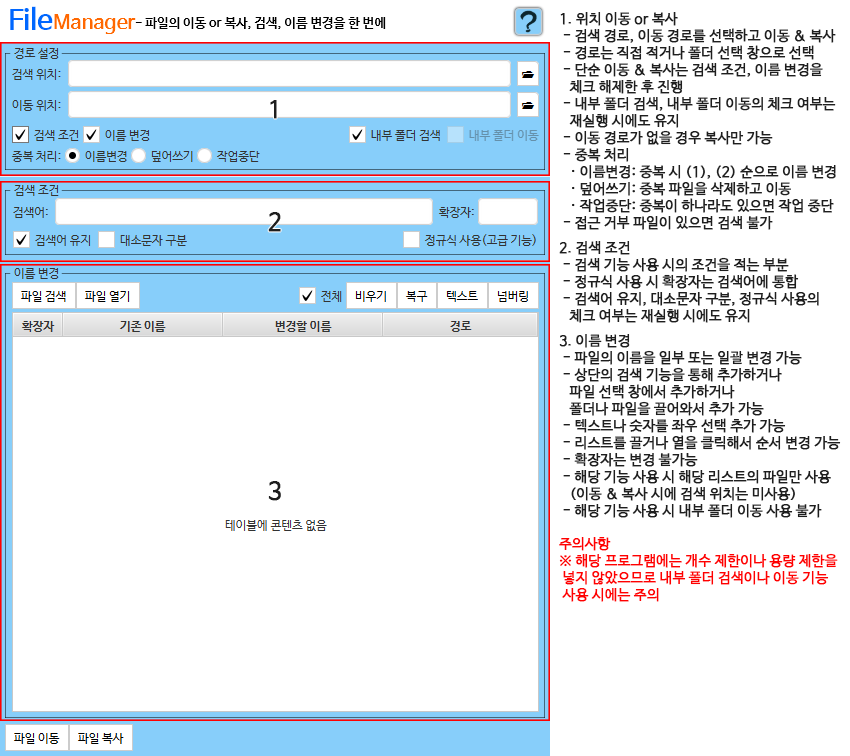 FileManager - 파일의 이동 or 복사, 검색, 이름 변경을 한 번에
?
경로 설정
검색 위치:
이동 위치:
1
검색 조건 이름 변경 내부 폴더 검색 내부 폴더 이동
중복 처리: 이름변경 덮어쓰기 작업중단
검색 조건
검색어: 확장자:
2
검색어 유지 대소문자 구분 정규식 사용(고급 기능)
이름 변경
파일 검색 파일 열기 전체 비우기 복구 텍스트 넘버링
확장자 기존 이름 변경할 이름 경로
3
테이블에 콘텐츠 없음
파일 이동 파일 복사
1. 위치 이동 or 복사
- 검색 경로, 이동 경로를 선택하고 이동 & 복사
- 경로는 직접 적거나 폴더 선택 창으로 선택
- 단순 이동 & 복사는 검색 조건, 이름 변경을
체크 해제한 후 진행
- 내부 폴더 검색, 내부 폴더 이동의 체크 여부는
재실행 시에도 유지
- 이동 경로가 없을 경우 복사만 가능
- 중복 처리
· 이름변경: 중복 시 (1), (2) 순으로 이름 변경
· 덮어쓰기: 중복 파일을 삭제하고 이동
· 작업중단: 중복이 하나라도 있으면 작업 중단
- 접근 거부 파일이 있으면 검색 불가
2. 검색 조건
- 검색 기능 사용 시의 조건을 적는 부분
- 정규식 사용 시 확장자는 검색어에 통합
- 검색어 유지, 대소문자 구분, 정규식 사용의
체크 여부는 재실행 시에도 유지
3. 이름 변경
- 파일의 이름을 일부 또는 일괄 변경 가능
- 상단의 검색 기능을 통해 추가하거나
파일 선택 창에서 추가하거나
폴더나 파일을 끌어와서 추가 가능
- 텍스트나 숫자를 좌우 선택 추가 가능
- 리스트를 끌거나 열을 클릭해서 순서 변경 가능
- 확장자는 변경 불가능
- 해당 기능 사용 시 해당 리스트의 파일만 사용
(이동 & 복사 시에 검색 위치는 미사용)
- 해당 기능 사용 시 내부 폴더 이동 사용 불가
주의사항
※ 해당 프로그램에는 개수 제한이나 용량 제한을
넣지 않았으므로 내부 폴더 검색이나 이동 기능
사용 시에는 주의